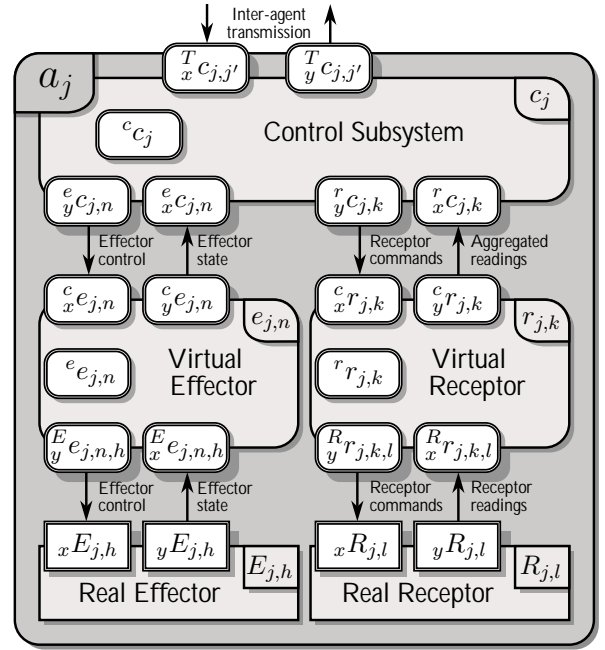 Inter-agent
transmission
a_j
^T_x c_{j,j'} ^T_y c_{j,j'}
c_j
^c c_j
Control Subsystem
^e_y c_{j,n} ^e_x c_{j,n} ^r_y c_{j,k} ^r_x c_{j,k}
Effector
control
Effector
state
Receptor
commands
Aggregated
readings
^c_x e_{j,n} ^c_y e_{j,n} ^c_x r_{j,k} ^c_y r_{j,k}
e_{j,n} r_{j,k}
Virtual
Effector
Virtual
Receptor
^e e_{j,n} ^r r_{j,k}
^E_y e_{j,n,h} ^E_x e_{j,n,h} ^R_y r_{j,k,l} ^R_x r_{j,k,l}
Effector
control
Effector
state
Receptor
commands
Receptor
readings
_x E_{j,h} _y E_{j,h} _x R_{j,l} _y R_{j,l}
E_{j,h} R_{j,l}
Real Effector
Real Receptor